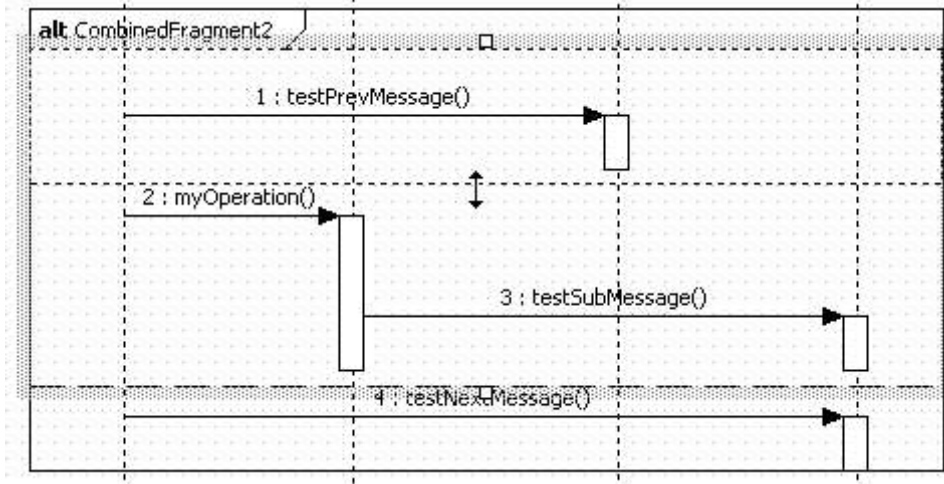 alt CombinedFragment2
1 : testPrevMessage()
2 : myOperation()
3 : testSubMessage()
4 : testNextMessage()